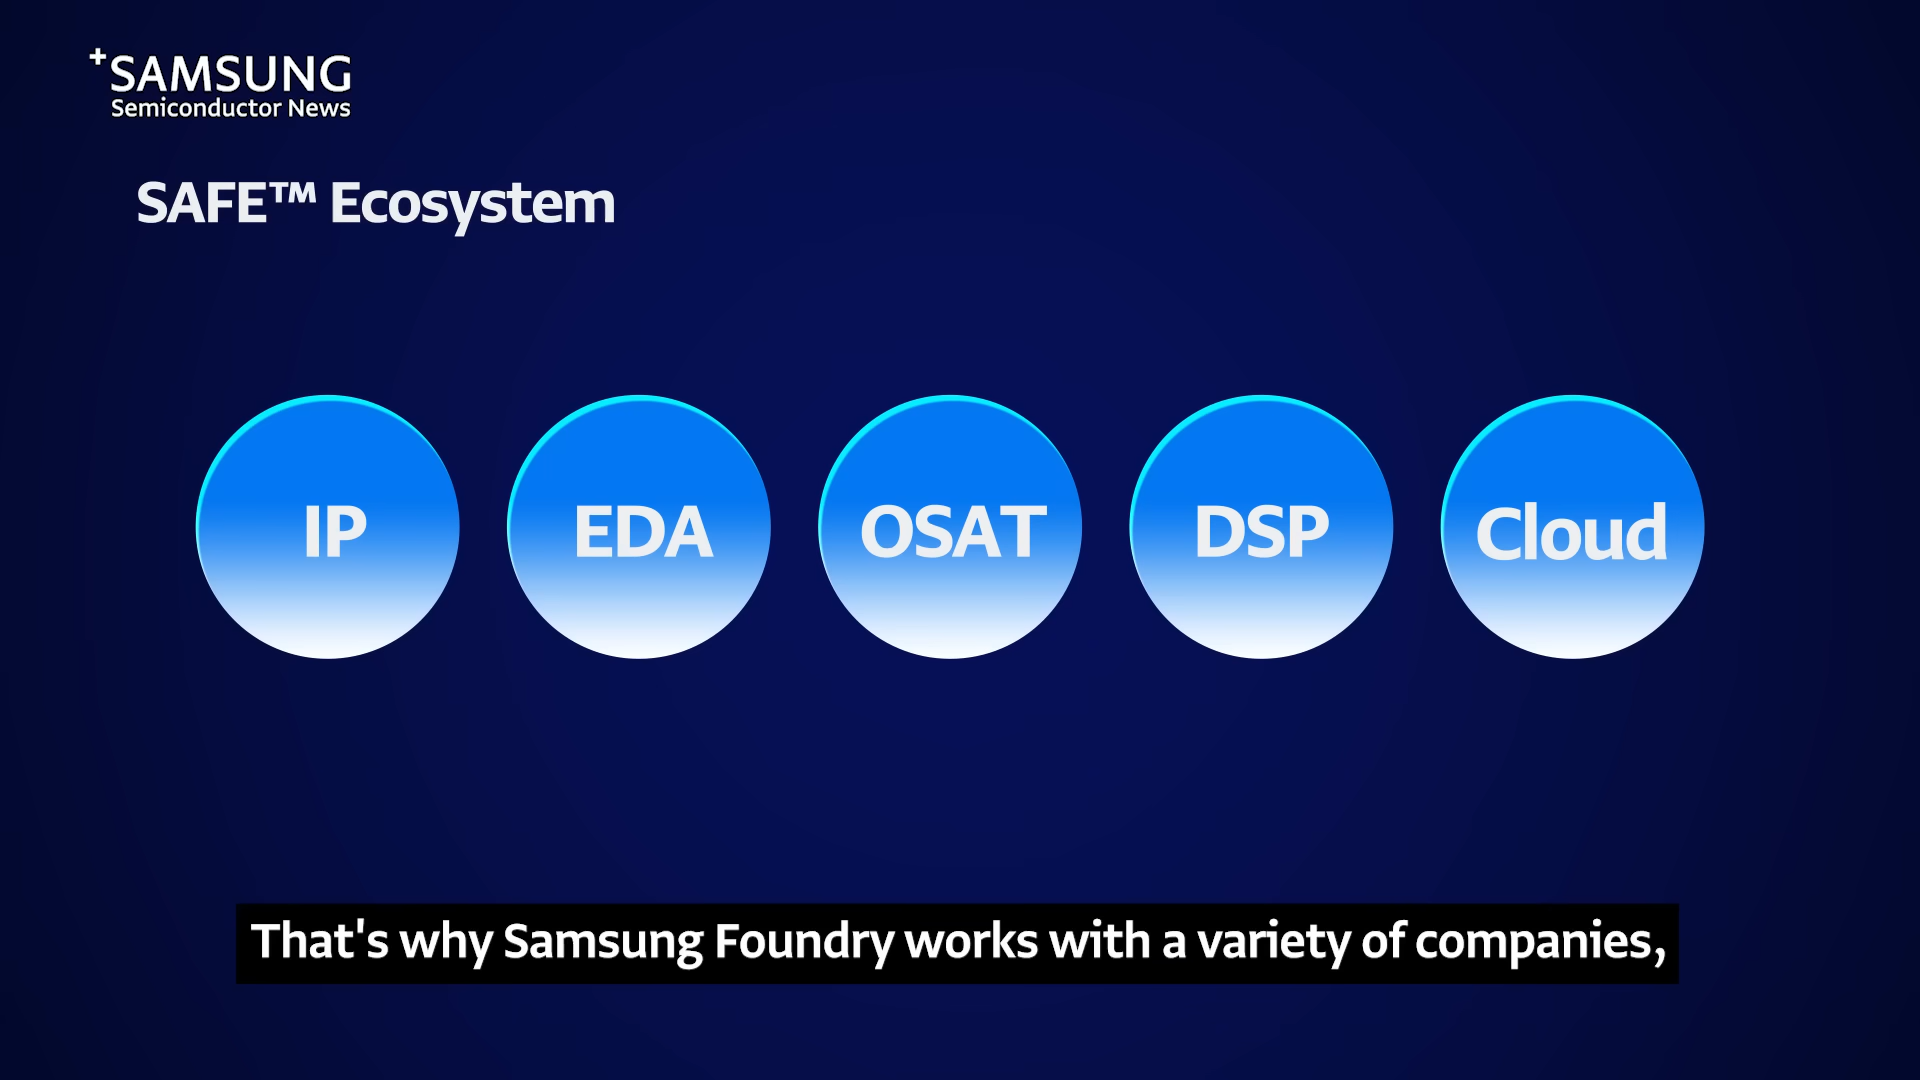 +SAMSUNG
Semiconductor News
SAFE™ Ecosystem
IP
EDA
OSAT
DSP
Cloud
That's why Samsung Foundry works with a variety of companies,